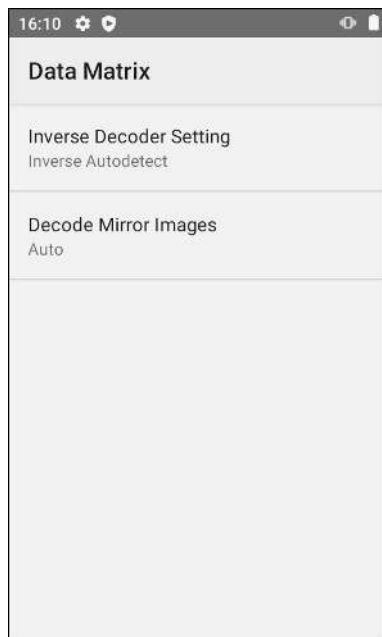 16:10
Data Matrix
Inverse Decoder Setting
Inverse Autodetect
Decode Mirror Images
Auto